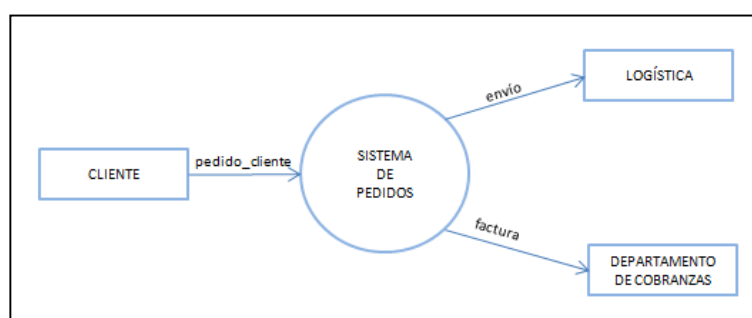 CLIENTE
pedido_cliente
SISTEMA
DE
PEDIDOS
envío
LOGÍSTICA
factura
DEPARTAMENTO
DE COBRANZAS